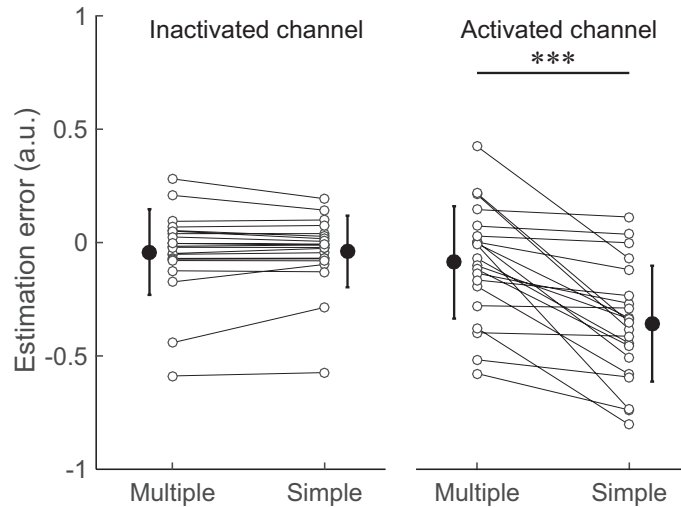 Inactivated channel
Activated channel
***
Estimation error (a.u.)
1
0.5
0
-0.5
-1
Multiple
Simple
Multiple
Simple